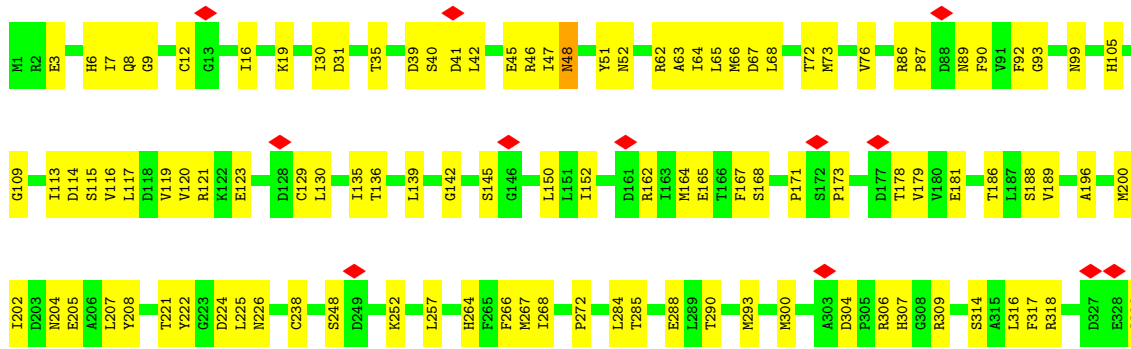 M1 R2 E3 H6 I7 Q8 G9 C12 G13 I16 K19 I30 D31 T35 D39 S40 D41 L42 E45 R46 I47 N48 Y51 N52 R62 A63 I64 L65 M66 D67 L68 T72 M73 V76 R86 P87 D88 N89 F90 V91 F92 G93 N99 H105
G109 I113 D114 S115 V116 L117 D118 V119 V120 R121 K122 E123 D128 C129 L130 I135 T136 L139 G142 S145 G146 L150 L151 I152 D161 R162 I163 M164 E165 T166 F167 S168 P171 S172 P173 D177 T178 V179 V180 E181 T186 L187 S188 V189 A196 M200
I202 D203 N204 E205 A206 L207 Y208 T221 Y222 G223 D224 L225 N226 C238 S248 D249 K252 L257 H264 F265 F266 M267 I268 P272 L284 T285 E288 L289 T290 M293 M300 A303 D304 P305 R306 H307 G308 R309 S314 A315 L316 F317 R318 D327 E328